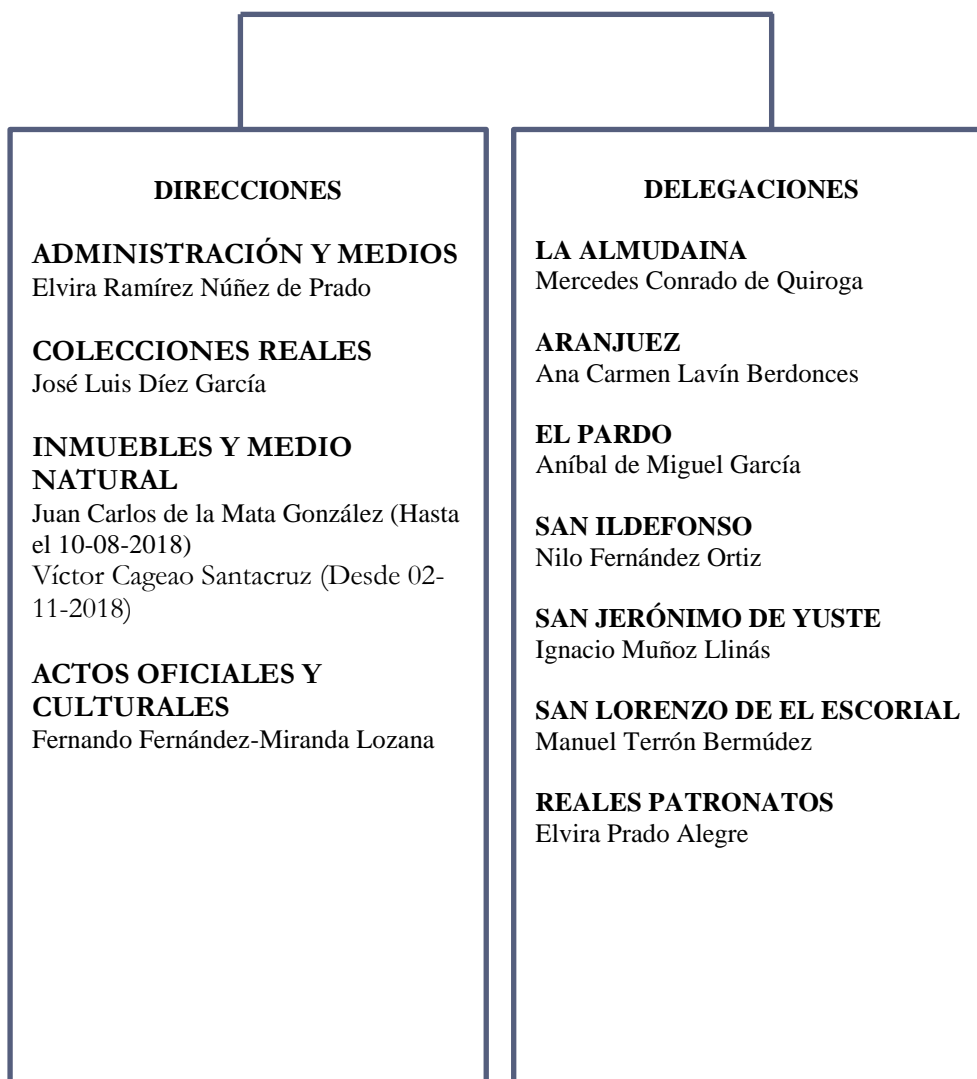 DIRECCIONES
ADMINISTRACIÓN Y MEDIOS
Elvira Ramírez Núñez de Prado
COLECCIONES REALES
José Luis Díez García
INMUEBLES Y MEDIO
NATURAL
Juan Carlos de la Mata González (Hasta
el 10-08-2018)
Víctor Cageao Santacruz (Desde 02-
11-2018)
ACTOS OFICIALES Y
CULTURALES
Fernando Fernández-Miranda Lozana
DELEGACIONES
LA ALMUDAINA
Mercedes Conrado de Quiroga
ARANJUEZ
Ana Carmen Lavín Berdonces
EL PARDO
Aníbal de Miguel García
SAN ILDEFONSO
Nilo Fernández Ortiz
SAN JERÓNIMO DE YUSTE
Ignacio Muñoz Llinás
SAN LORENZO DE EL ESCORIAL
Manuel Terrón Bermúdez
REALES PATRONATOS
Elvira Prado Alegre